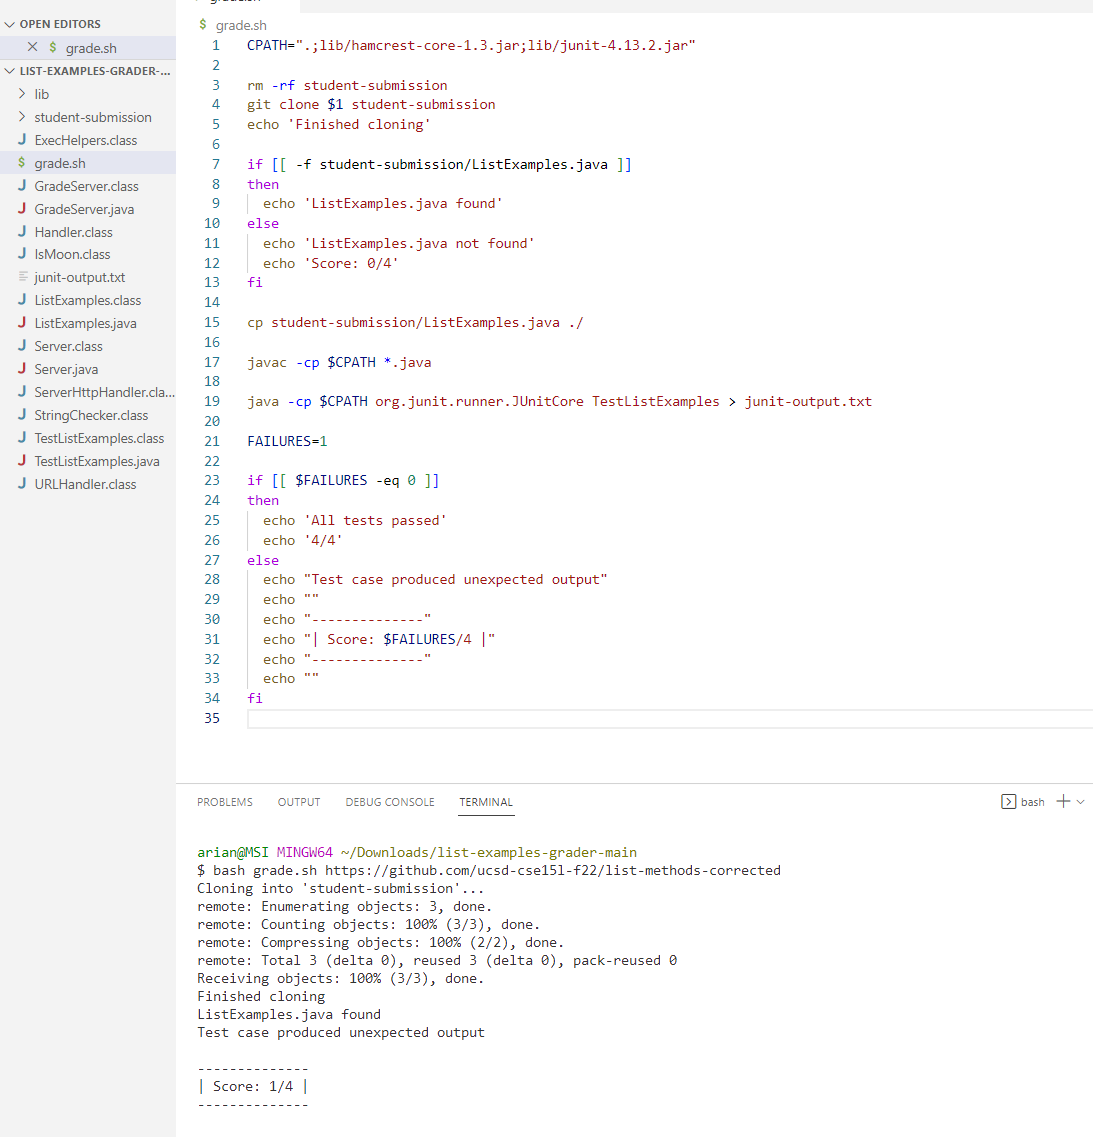 OPEN EDITORS
$ grade.sh
LIST-EXAMPLES-GRADER-...
lib
student-submission
J ExecHelpers.class
$ grade.sh
J GradeServer.class
J GradeServer.java
J Handler.class
J IsMoon.class
junit-output.txt
J ListExamples.class
J ListExamples.java
J Server.class
J Server.java
J ServerHttpHandler.cla...
J StringChecker.class
J TestListExamples.class
J TestListExamples.java
J URLHandler.class
$ grade.sh
1 CPATH=".;lib/hamcrest-core-1.3.jar;lib/junit-4.13.2.jar"
2
3 rm -rf student-submission
4 git clone $1 student-submission
5 echo 'Finished cloning'
6
7 if [[ -f student-submission/ListExamples.java ]]
8 then
9   echo 'ListExamples.java found'
10 else
11   echo 'ListExamples.java not found'
12   echo 'Score: 0/4'
13 fi
14
15 cp student-submission/ListExamples.java ./
16
17 javac -cp $CPATH *.java
18
19 java -cp $CPATH org.junit.runner.JUnitCore TestListExamples > junit-output.txt
20
21 FAILURES=1
22
23 if [[ $FAILURES -eq 0 ]]
24 then
25   echo 'All tests passed'
26   echo '4/4'
27 else
28   echo "Test case produced unexpected output"
29   echo ""
30   echo "--------------"
31   echo "| Score: $FAILURES/4 |"
32   echo "--------------"
33   echo ""
34 fi
35
PROBLEMS OUTPUT DEBUG CONSOLE TERMINAL bash
arian@MSI MINGW64 ~/Downloads/list-examples-grader-main
$ bash grade.sh https://github.com/ucsd-cse15l-f22/list-methods-corrected
Cloning into 'student-submission'...
remote: Enumerating objects: 3, done.
remote: Counting objects: 100% (3/3), done.
remote: Compressing objects: 100% (2/2), done.
remote: Total 3 (delta 0), reused 3 (delta 0), pack-reused 0
Receiving objects: 100% (3/3), done.
Finished cloning
ListExamples.java found
Test case produced unexpected output
--------------
| Score: 1/4 |
--------------